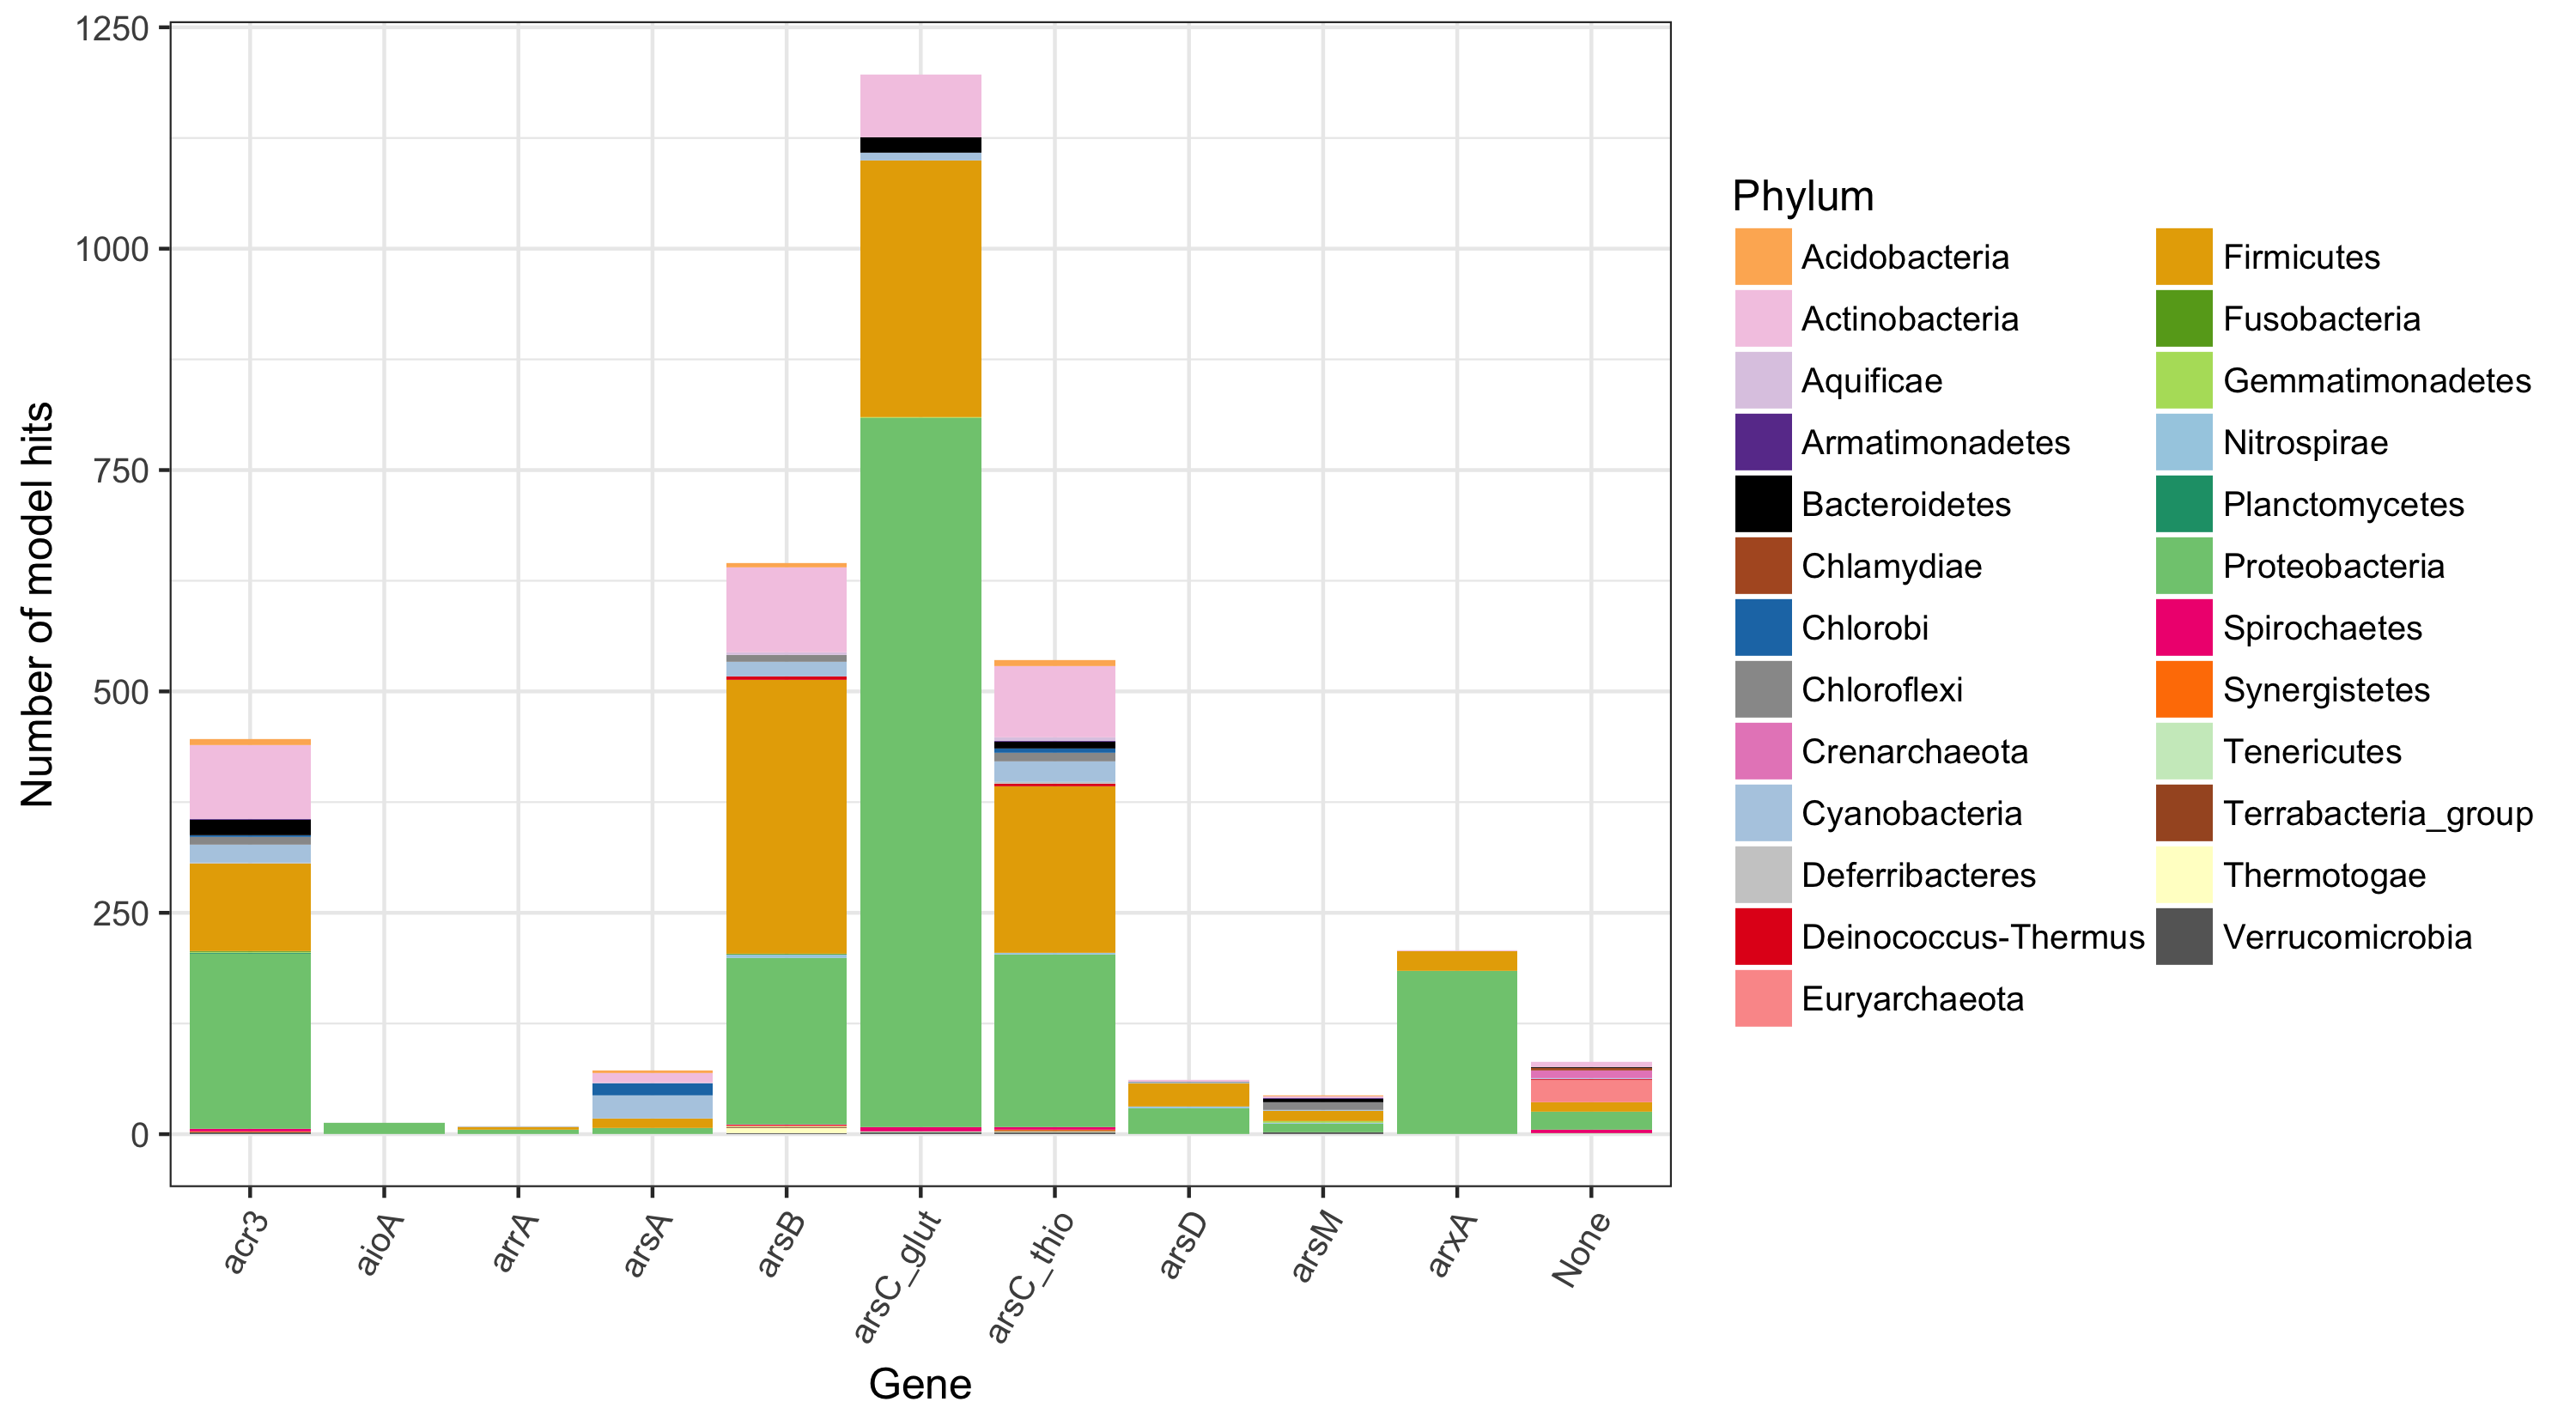 1250
1000
750
500
250
0
Number of model hits
acr3
aioA
arrA
arsA
arsB
arsC_glut
arsC_thio
arsD
arsM
arxA
None
Gene
Phylum
Acidobacteria
Actinobacteria
Aquificae
Armatimonadetes
Bacteroidetes
Chlamydiae
Chlorobi
Chloroflexi
Crenarchaeota
Cyanobacteria
Deferribacteres
Deinococcus-Thermus
Euryarchaeota
Firmicutes
Fusobacteria
Gemmatimonadetes
Nitrospirae
Planctomycetes
Proteobacteria
Spirochaetes
Synergistetes
Tenericutes
Terrabacteria_group
Thermotogae
Verrucomicrobia